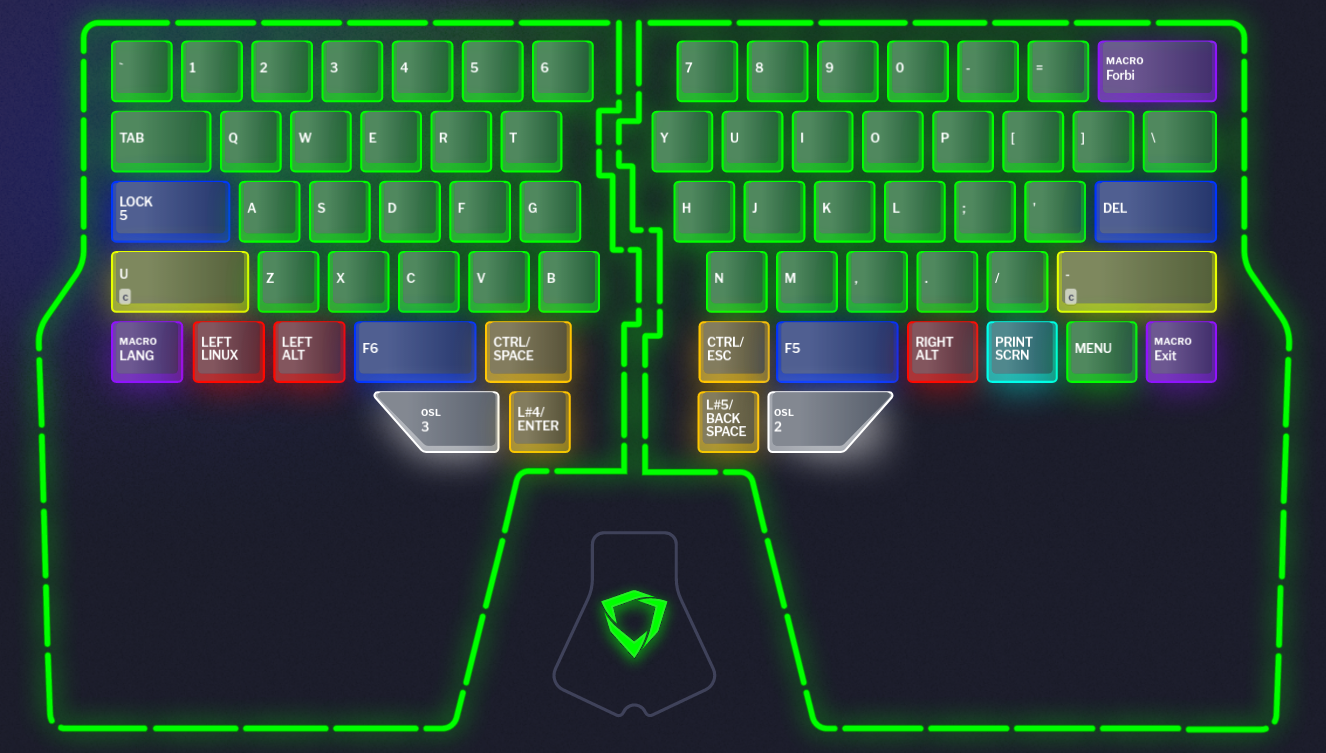 ` 1 2 3 4 5 6 7 8 9 0 - = MACRO
Forbi
TAB Q W E R T Y U I O P [ ] \
LOCK
5
A S D F G H J K L ; ' DEL
U
c
Z X C V B N M , . / -
c
MACRO
LANG
LEFT
LINUX
LEFT
ALT
F6
CTRL/
SPACE
CTRL/
ESC
F5
RIGHT
ALT
PRINT
SCRN
MENU
MACRO
Exit
OSL
3
L#4/
ENTER
L#5/
BACK
SPACE
OSL
2